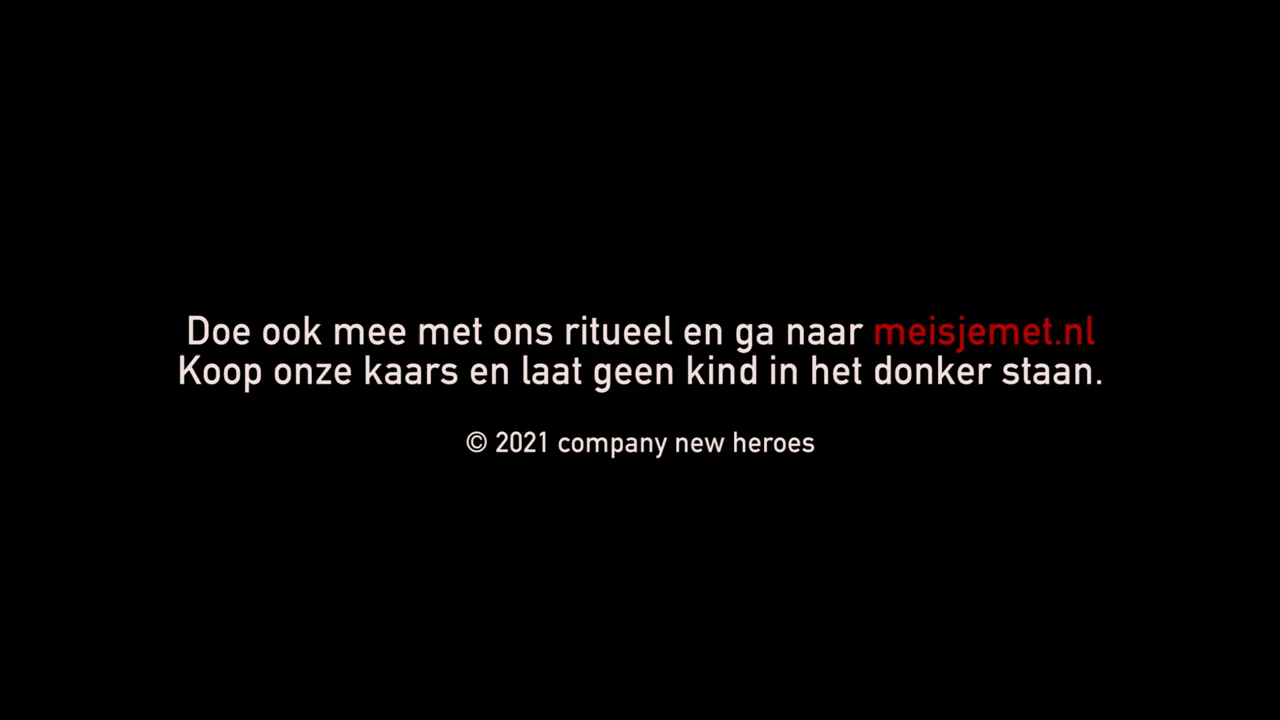 Doe ook mee met ons ritueel en ga naar meisjemet.nl
Koop onze kaars en laat geen kind in het donker staan.
© 2021 company new heroes